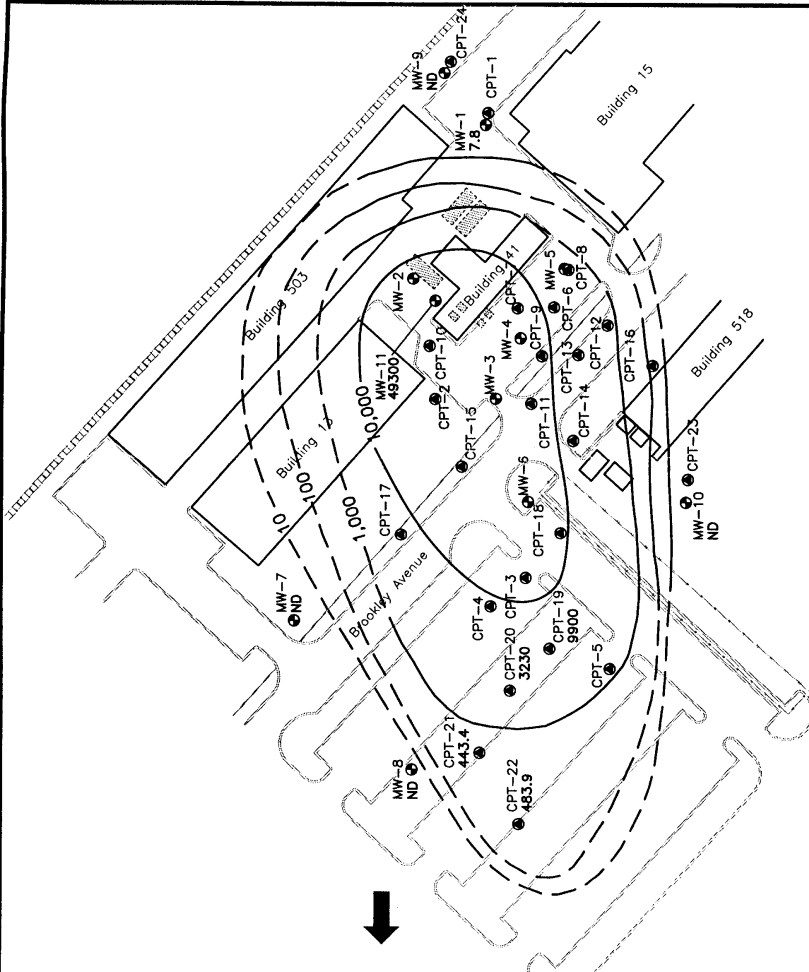 CPT-24
MW-9
ND
CPT-1
MW-1
7.8
Building 15
Building 503
MW-2
Building 41
MW-5
CPT-8
CPT-6
CPT-9
MW-4
CPT-12
CPT-13
CPT-16
Building 518
CPT-10
MW-11
49300
CPT-2
MW-3
CPT-11
CPT-14
CPT-15
Building 13
10,000
1,000
100
10
CPT-17
MW-6
CPT-18
CPT-23
MW-10
ND
MW-7
ND
Brookley Avenue
CPT-4
CPT-3
CPT-19
9900
CPT-20
3230
CPT-5
CPT-21
443.4
MW-8
ND
CPT-22
483.9